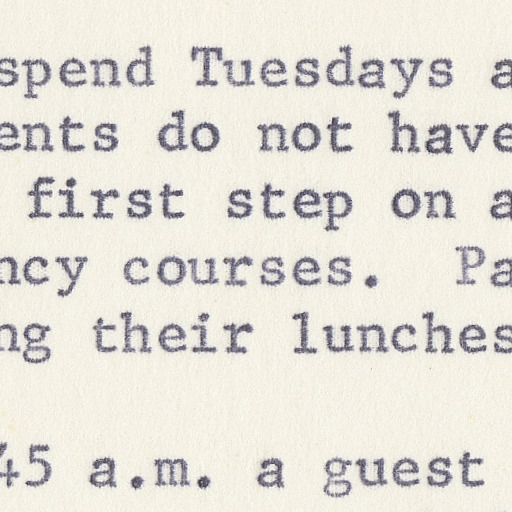 spend Tuesdays a
ents do not have
first step on a
ncy courses.  Pa
ng their lunches
45 a.m. a guest